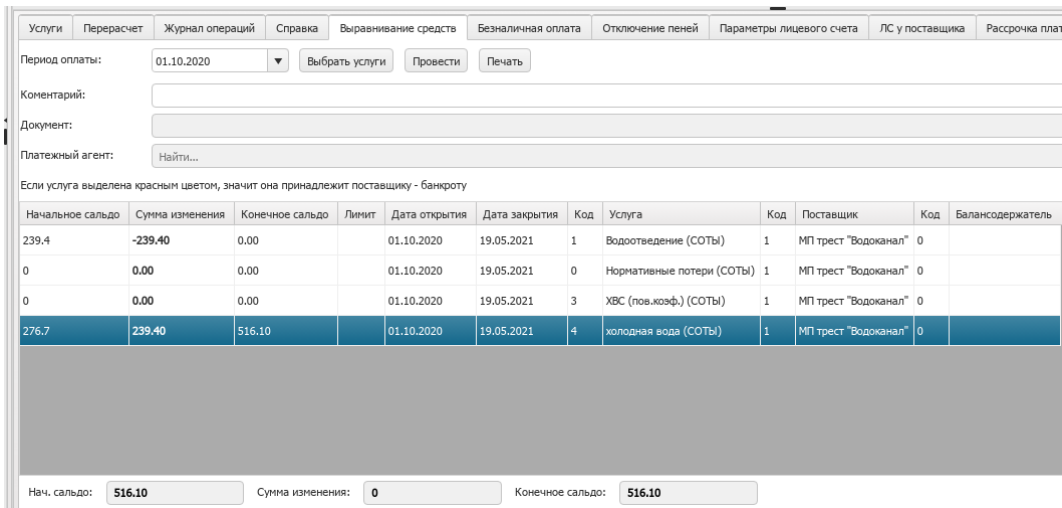 Услуги Перерасчет Журнал операций Справка Выравнивание средств Безналичная оплата Отключение пеней Параметры лицевого счета ЛС у поставщика Рассрочка
Период оплаты: 01.10.2020 Выбрать услуги Провести Печать
Коментарий:
Документ:
Платежный агент: Найти...
Если услуга выделена красным цветом, значит она принадлежит поставщику - банкроту
Начальное сальдо Сумма изменения Конечное сальдо Лимит Дата открытия Дата закрытия Код Услуга Код Поставщик Код Балансодержатель
239.4 -239.40 0.00 01.10.2020 19.05.2021 1 Водоотведение (СОТЫ) 1 МП трест "Водоканал" 0
0 0.00 0.00 01.10.2020 19.05.2021 0 Нормативные потери (СОТЫ) 1 МП трест "Водоканал" 0
0 0.00 0.00 01.10.2020 19.05.2021 3 ХВС (пов.коэф.) (СОТЫ) 1 МП трест "Водоканал" 0
276.7 239.40 516.10 01.10.2020 19.05.2021 4 холодная вода (СОТЫ) 1 МП трест "Водоканал" 0
Нач. сальдо: 516.10 Сумма изменения: 0 Конечное сальдо: 516.10